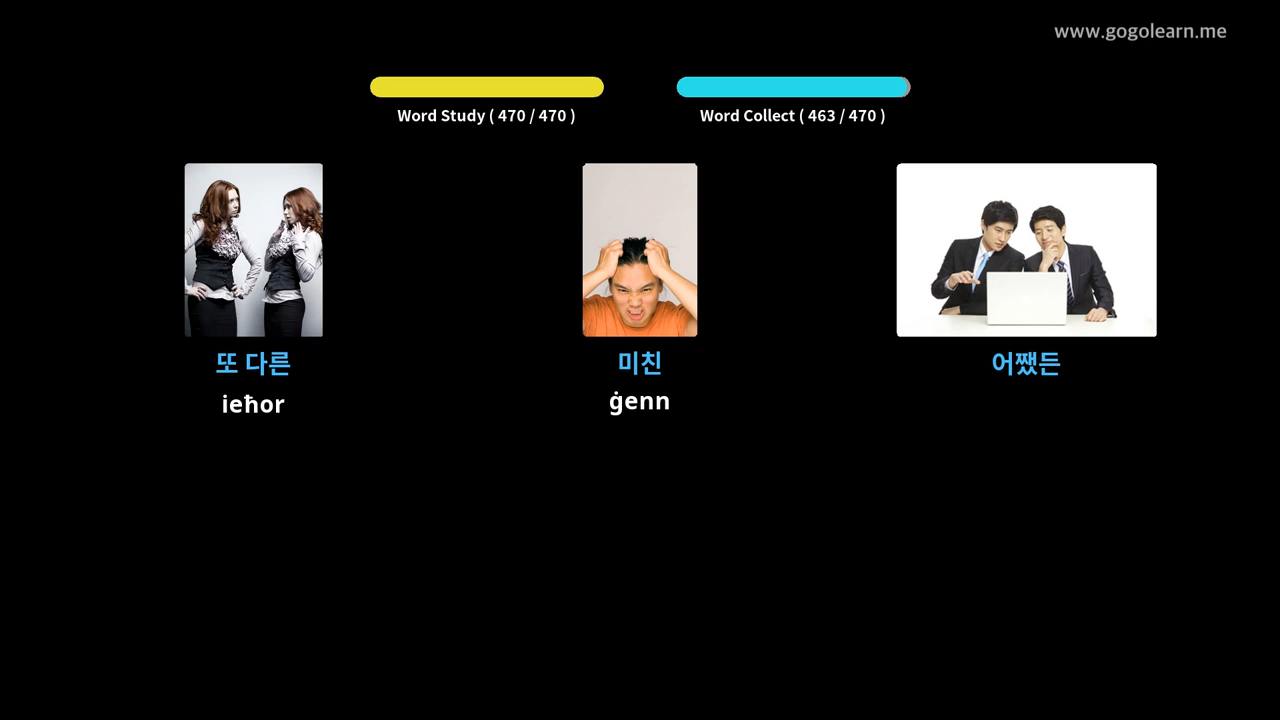 www.gogolearn.me
Word Study ( 470 / 470 )
Word Collect ( 463 / 470 )
또 다른
미친
어쨌든
ieħor
ġenn